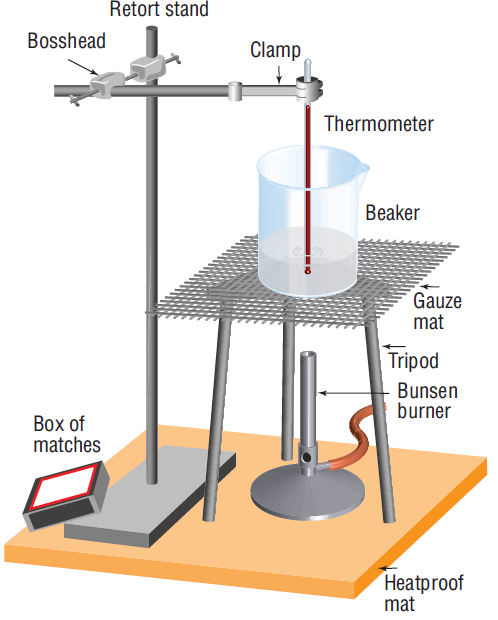 Retort stand
Bosshead
Clamp
Thermometer
Beaker
Gauze
mat
Tripod
Bunsen
burner
Box of
matches
Heatproof
mat